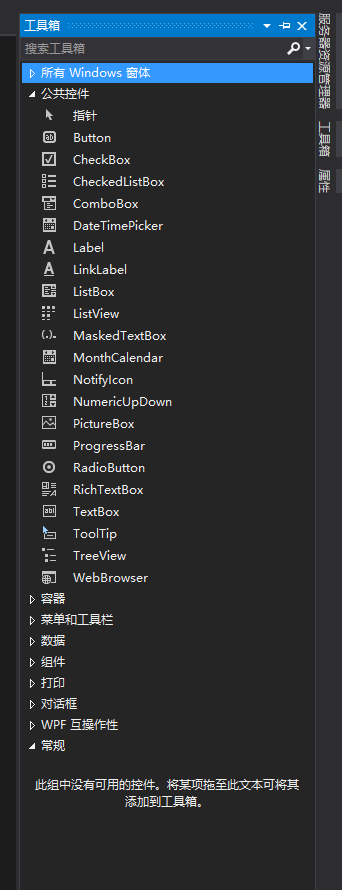 工具箱
搜索工具箱
所有 Windows 窗体
公共控件
指针
Button
CheckBox
CheckedListBox
ComboBox
DateTimePicker
Label
LinkLabel
ListBox
ListView
MaskedTextBox
MonthCalendar
NotifyIcon
NumericUpDown
PictureBox
ProgressBar
RadioButton
RichTextBox
TextBox
ToolTip
TreeView
WebBrowser
容器
菜单和工具栏
数据
组件
打印
对话框
WPF 互操作性
常规
此组中没有可用的控件。将某项拖至此文本可将其
添加到工具箱。
服务器资源管理器
工具箱
属性